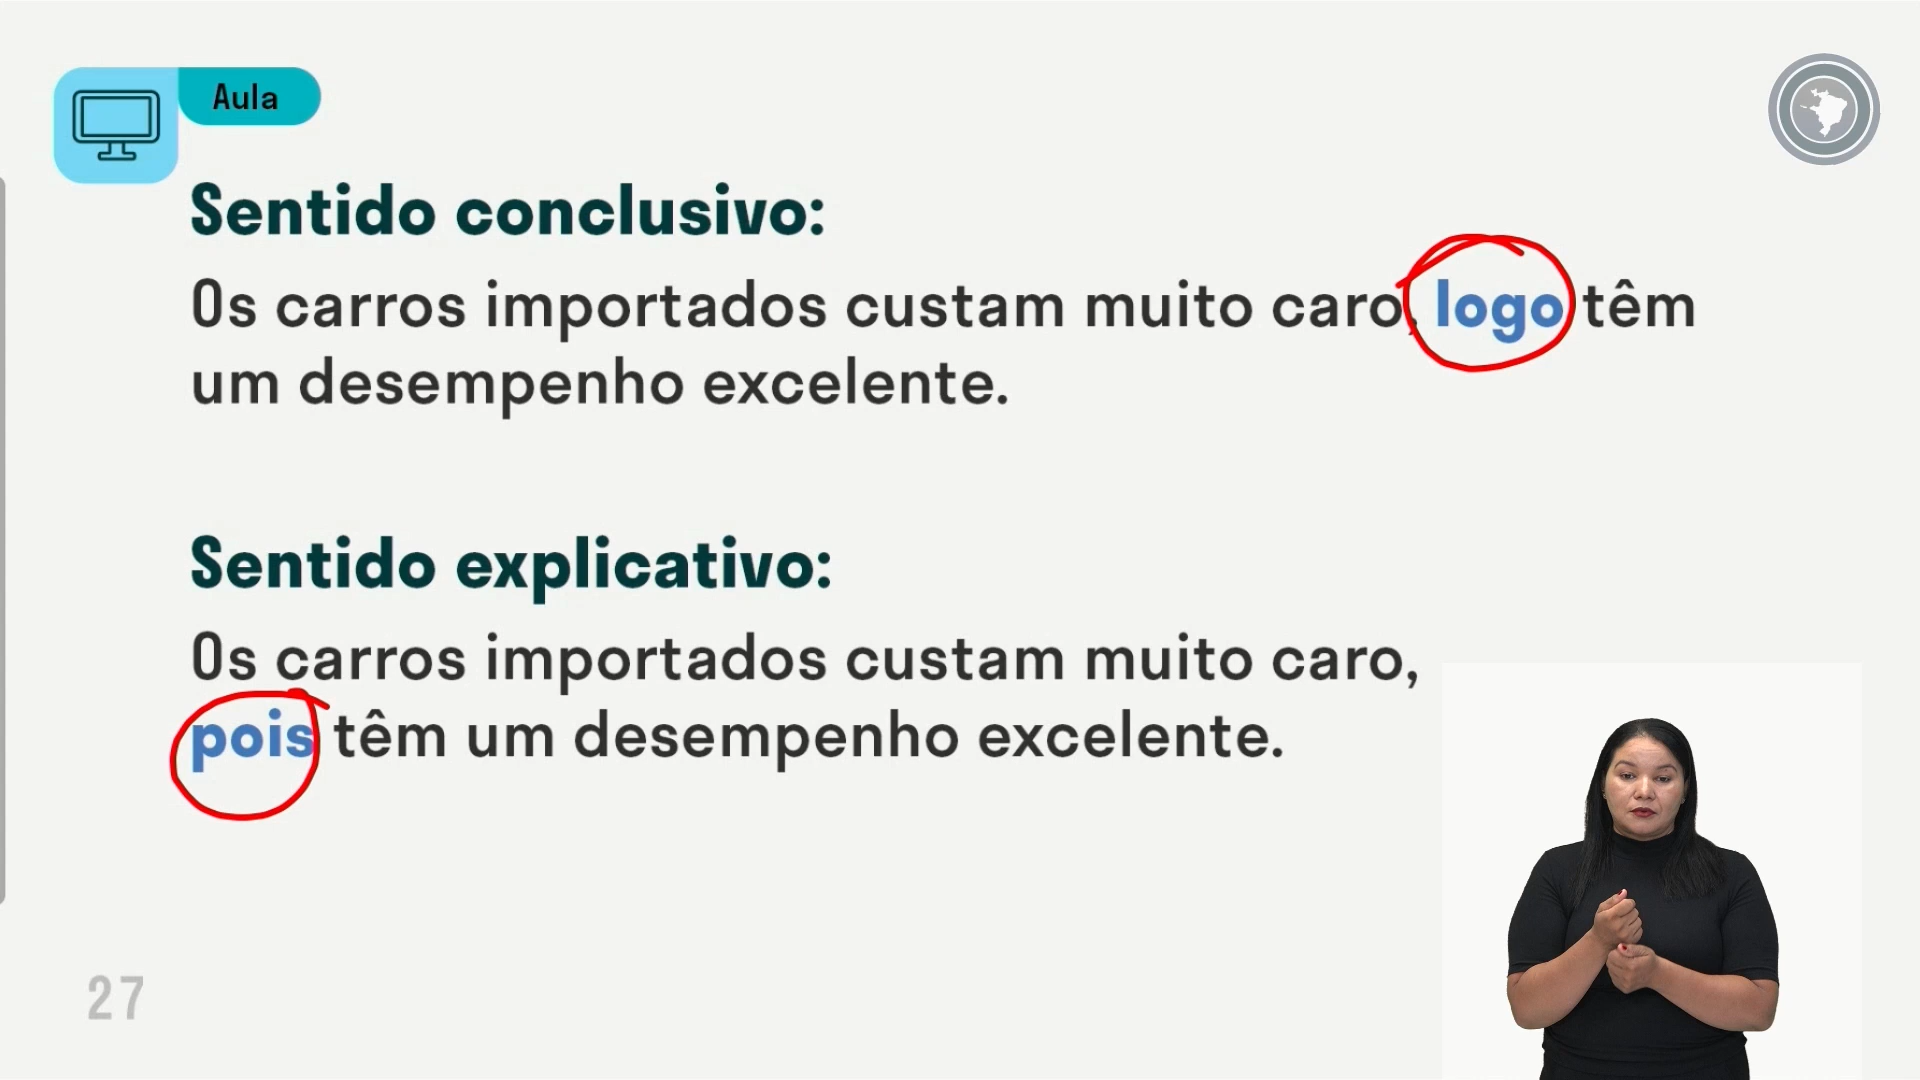 Aula
Sentido conclusivo:
Os carros importados custam muito caro, logo têm
um desempenho excelente.
Sentido explicativo:
Os carros importados custam muito caro,
pois têm um desempenho excelente.
27